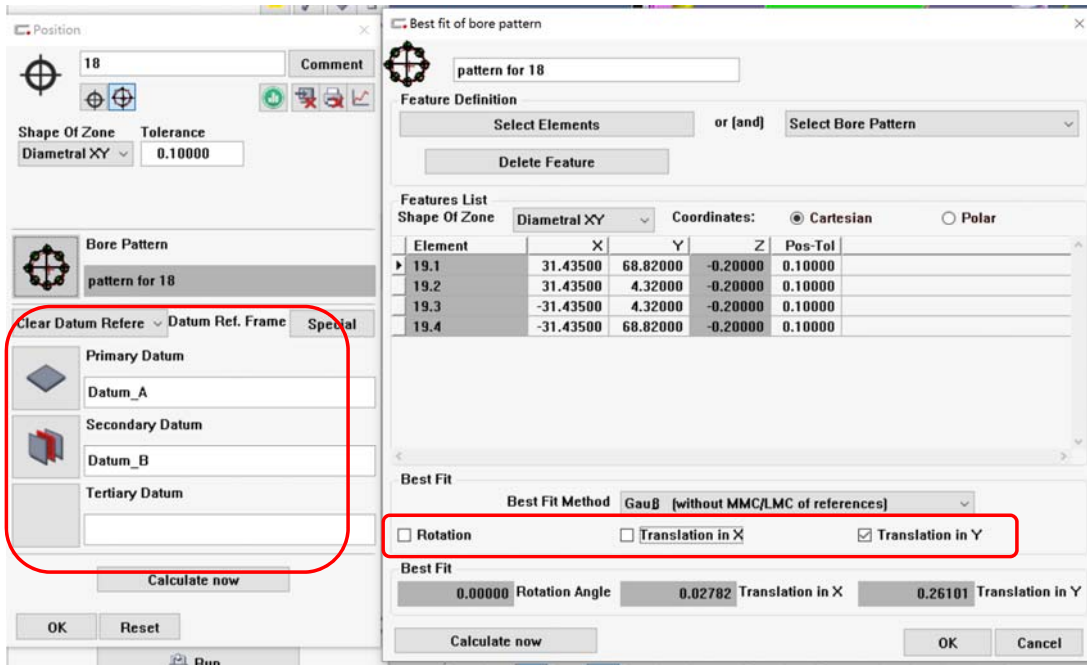 Position
18
Comment
Shape Of Zone Tolerance
Diametral XY 0.10000
Bore Pattern
pattern for 18
Clear Datum Refere Datum Ref. Frame Special
Primary Datum
Datum_A
Secondary Datum
Datum_B
Tertiary Datum
Calculate now
OK Reset
Run
Best fit of bore pattern
pattern for 18
Feature Definition
Select Elements or (and) Select Bore Pattern
Delete Feature
Features List
Shape Of Zone Diametral XY Coordinates: Cartesian Polar
Element X Y Z Pos-Tol
19.1 31.43500 68.82000 -0.20000 0.10000
19.2 31.43500 4.32000 -0.20000 0.10000
19.3 -31.43500 4.32000 -0.20000 0.10000
19.4 -31.43500 68.82000 -0.20000 0.10000
Best Fit
Best Fit Method Gauß (without MMC/LMC of references)
Rotation Translation in X Translation in Y
Best Fit
0.00000 Rotation Angle 0.02782 Translation in X 0.26101 Translation in Y
Calculate now OK Cancel